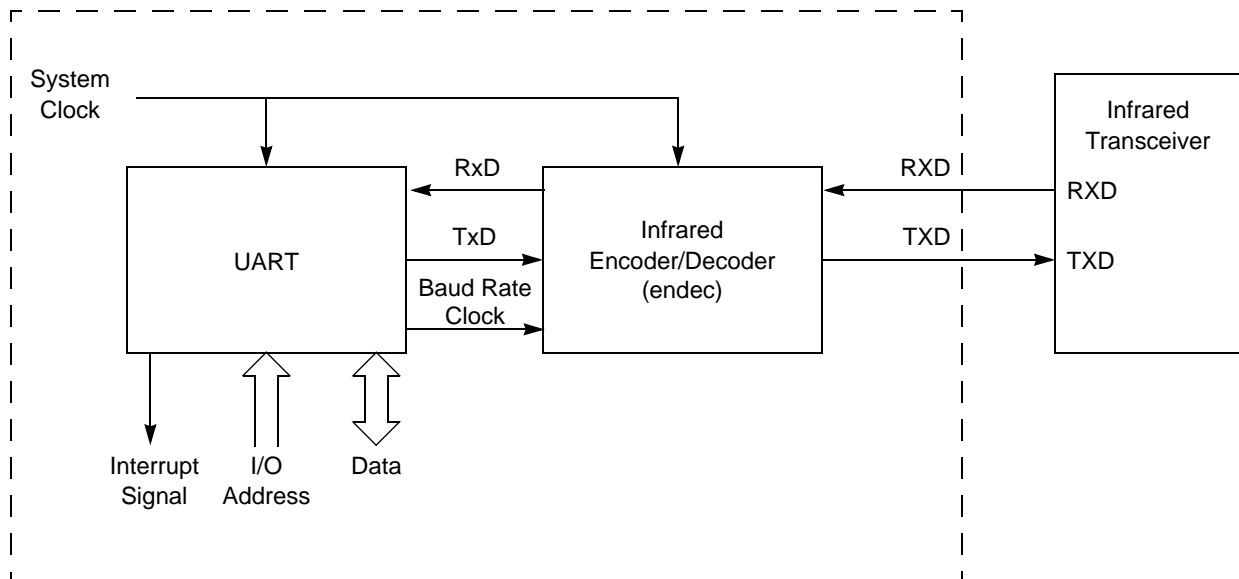 System
Clock
Infrared
Transceiver
RxD
RXD
RXD
TxD
UART
Infrared
Encoder/Decoder
(endec)
TXD
TXD
Baud Rate
Clock
Interrupt
Signal
I/O
Address
Data